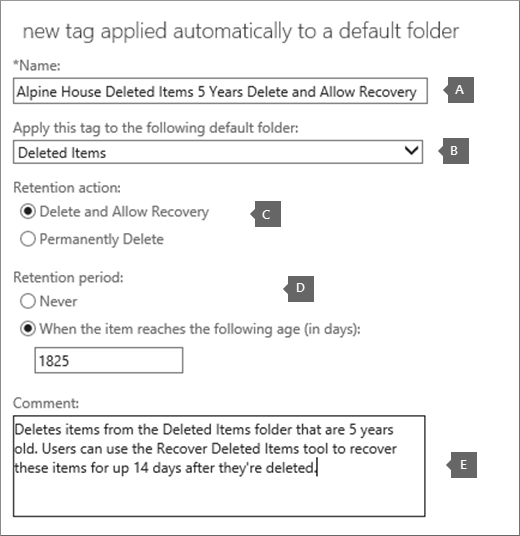 new tag applied automatically to a default folder
*Name:
Alpine House Deleted Items 5 Years Delete and Allow Recovery
A
Apply this tag to the following default folder:
Deleted Items
B
Retention action:
Delete and Allow Recovery
C
Permanently Delete
Retention period:
D
Never
When the item reaches the following age (in days):
1825
Comment:
Deletes items from the Deleted Items folder that are 5 years
old. Users can use the Recover Deleted Items tool to recover
these items for up 14 days after they're deleted.
E